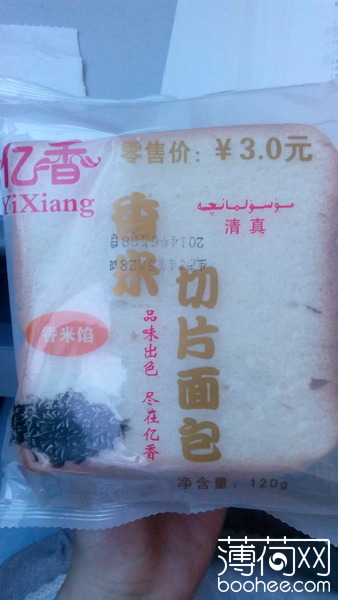 亿香
YiXiang
零售价：￥3.0元
香米
切片面包
مۇسۇلمانچە
清真
香米馅
品味出色 尽在亿香
净含量：120g
薄荷网
boohee.com